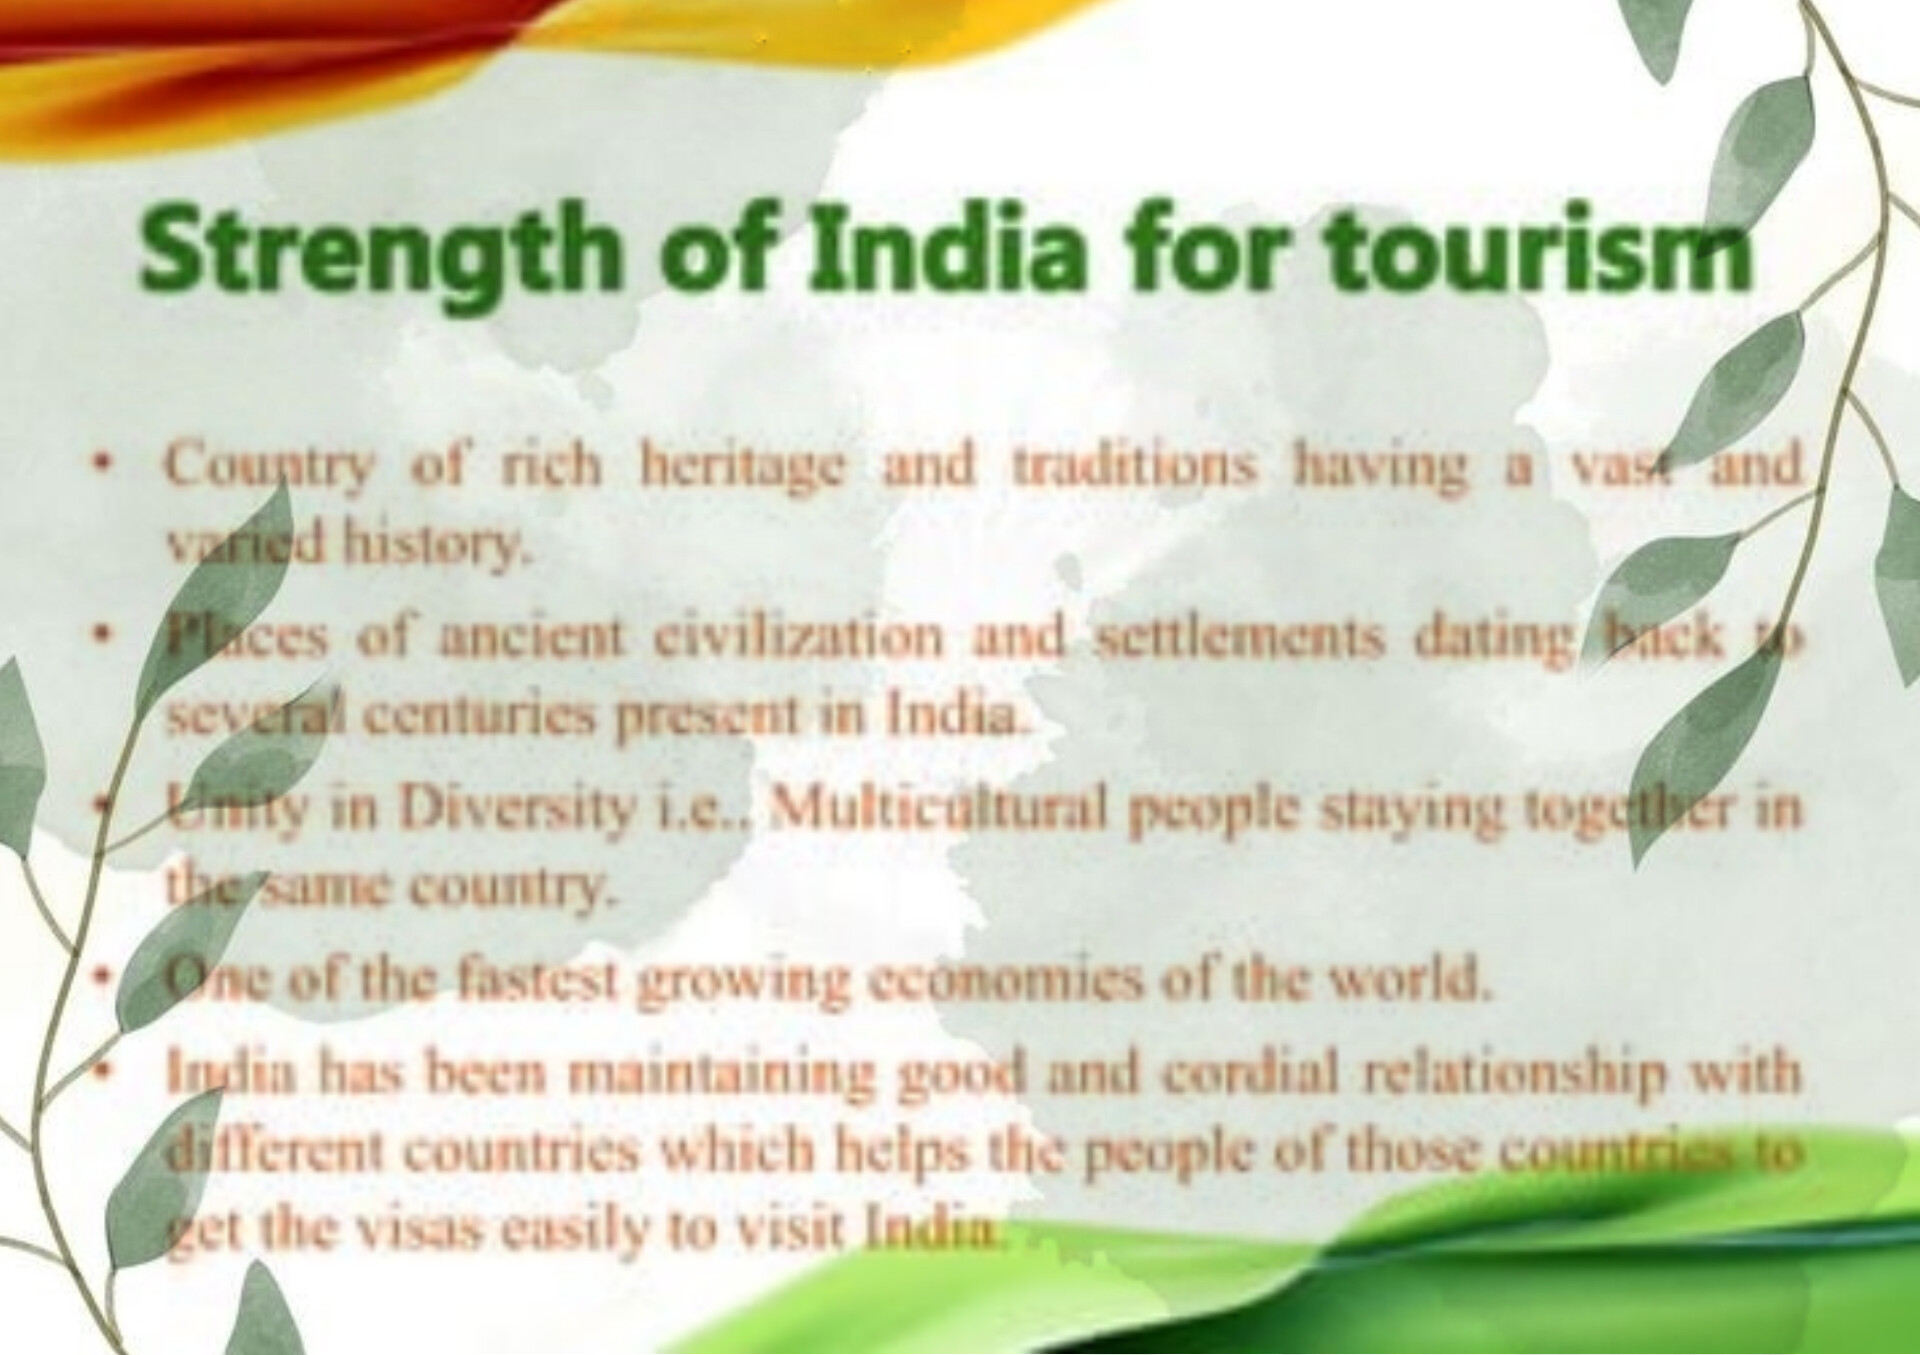 Strength of India for tourism
• Country of rich heritage and traditions having a vast and
varied history.
• Places of ancient civilization and settlements dating back to
several centuries present in India.
• Unity in Diversity i.e., Multicultural people staying together in
the same country.
• One of the fastest growing economies of the world.
• India has been maintaining good and cordial relationship with
different countries which helps the people of those countries to
get the visas easily to visit India.